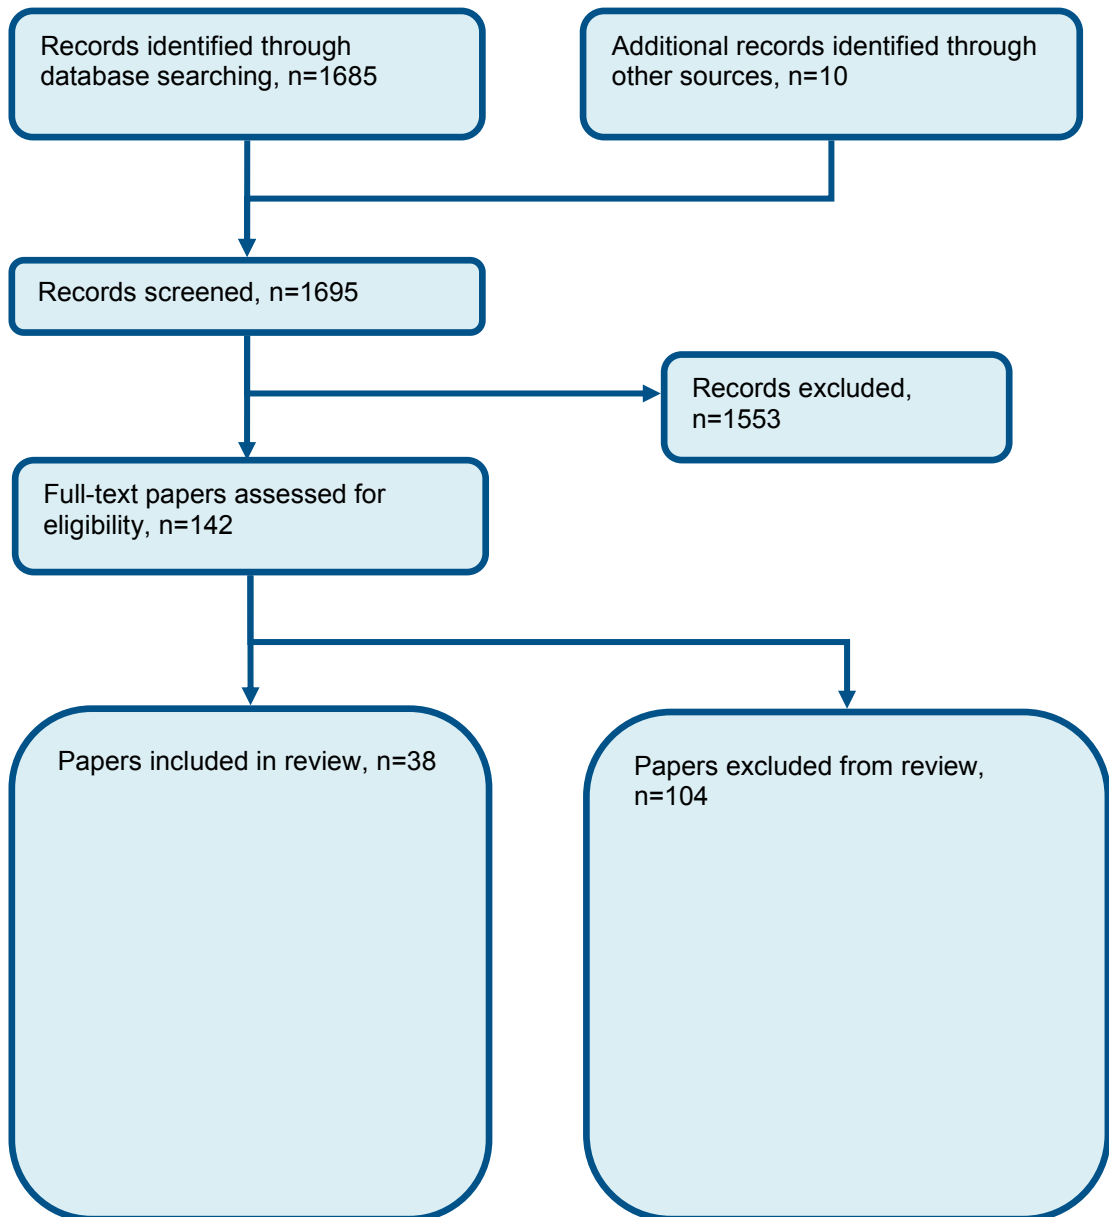 Records identified through
database searching, n=1685
Additional records identified through
other sources, n=10
Records screened, n=1695
Records excluded,
n=1553
Full-text papers assessed for
eligibility, n=142
Papers included in review, n=38
Papers excluded from review,
n=104